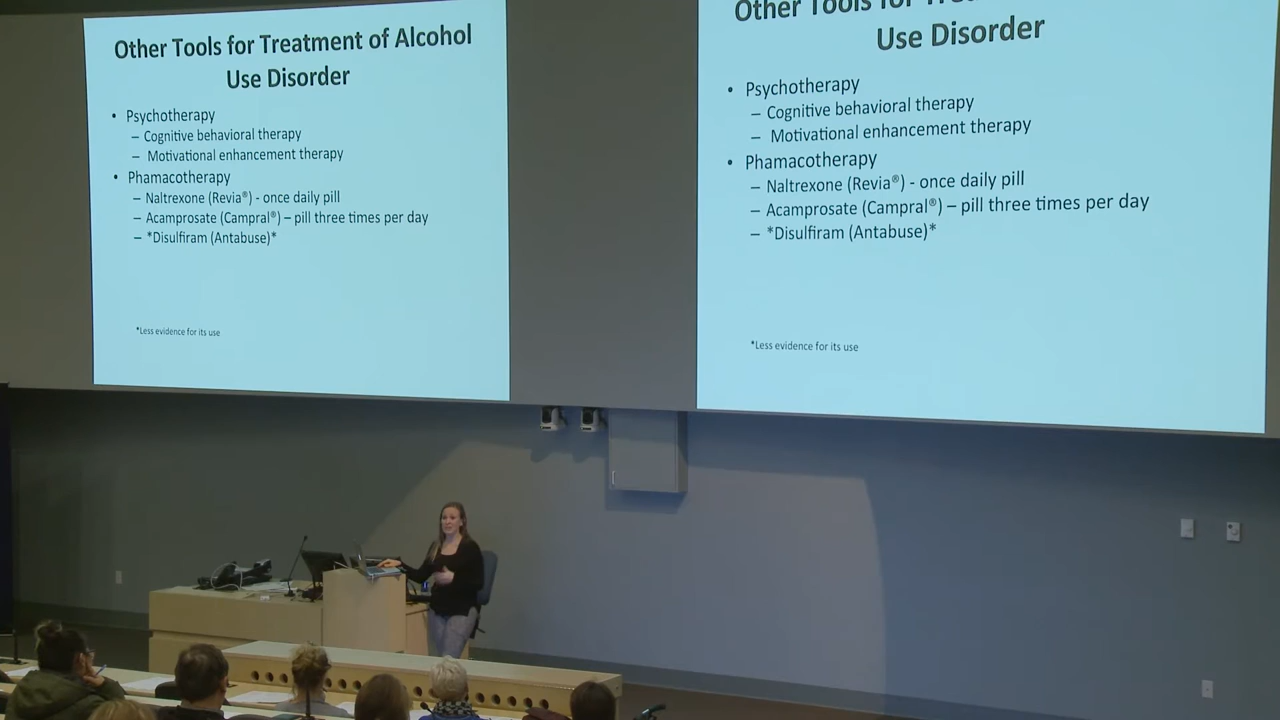 Other Tools for Treatment of Alcohol
Use Disorder
• Psychotherapy
– Cognitive behavioral therapy
– Motivational enhancement therapy
• Phamacotherapy
– Naltrexone (Revia®) - once daily pill
– Acamprosate (Campral®) – pill three times per day
– *Disulfiram (Antabuse)*
*Less evidence for its use
Other Tools for
Use Disorder
• Psychotherapy
– Cognitive behavioral therapy
– Motivational enhancement therapy
• Phamacotherapy
– Naltrexone (Revia®) - once daily pill
– Acamprosate (Campral®) – pill three times per day
– *Disulfiram (Antabuse)*
*Less evidence for its use